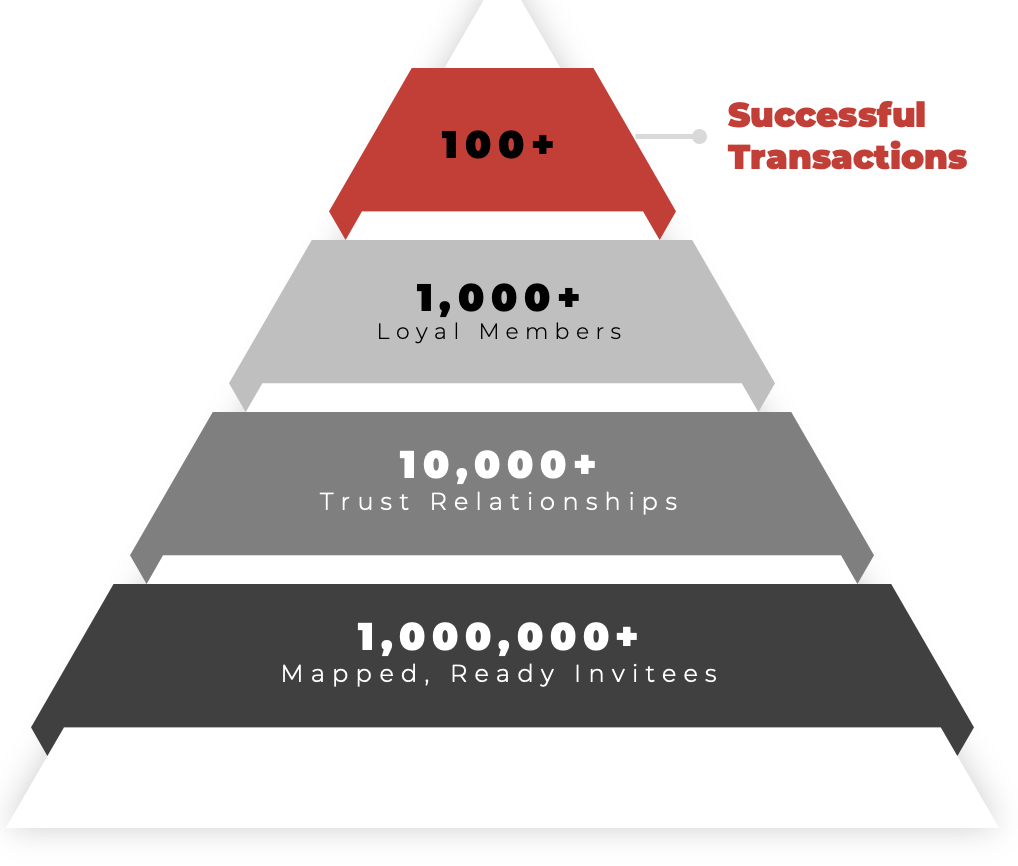 100+
Successful
Transactions
1,000+
Loyal Members
10,000+
Trust Relationships
1,000,000+
Mapped, Ready Invitees